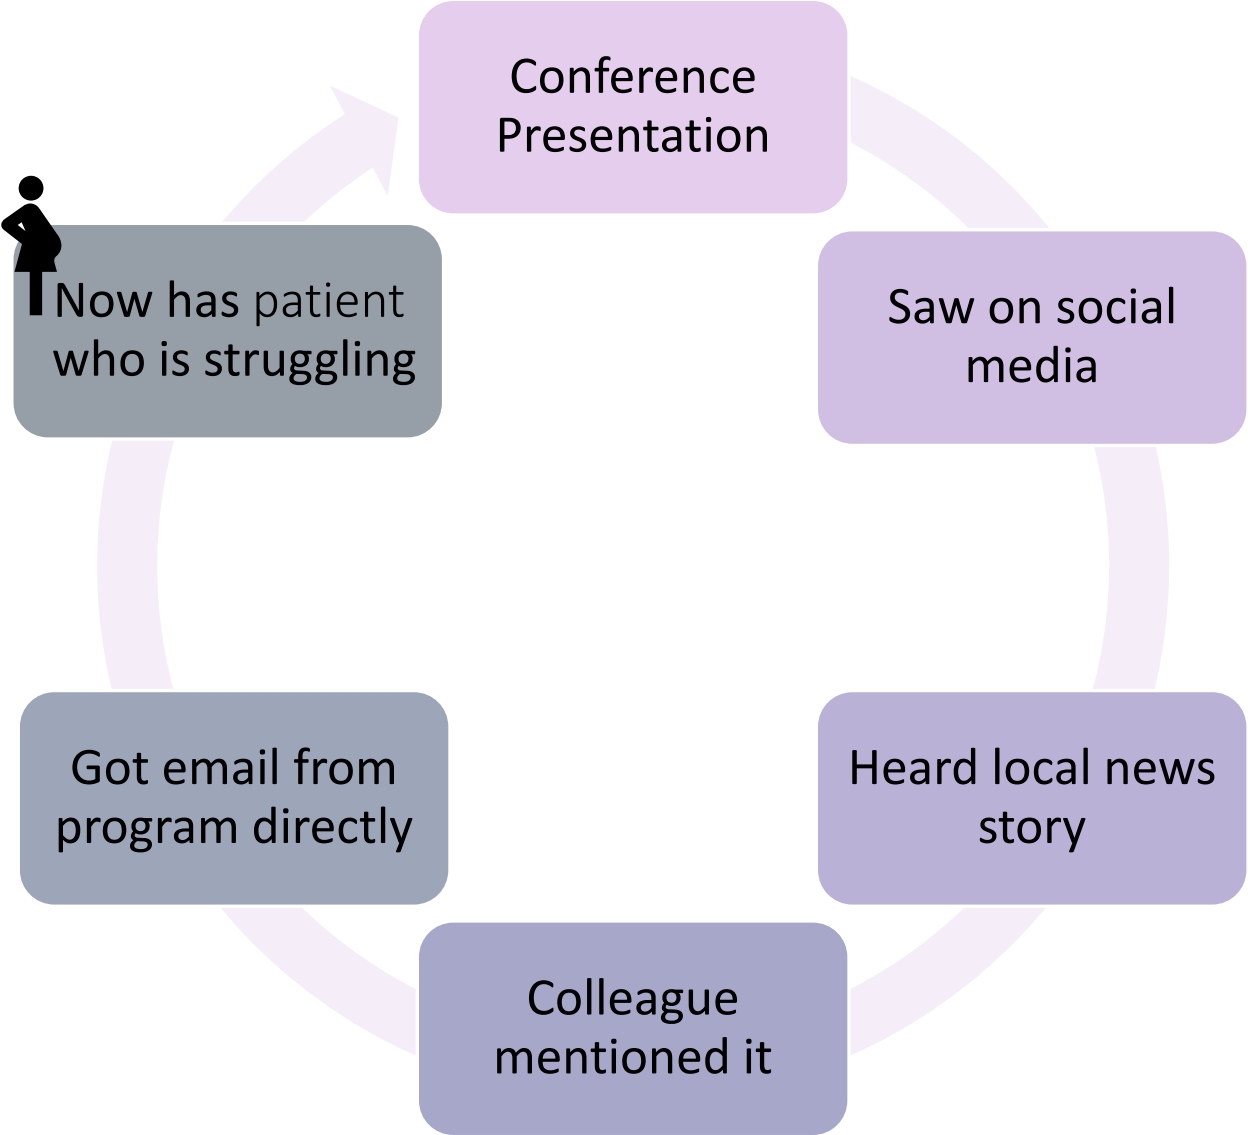 Conference
Presentation
Saw on social
media
Heard local news
story
Colleague
mentioned it
Got email from
program directly
Now has patient
who is struggling